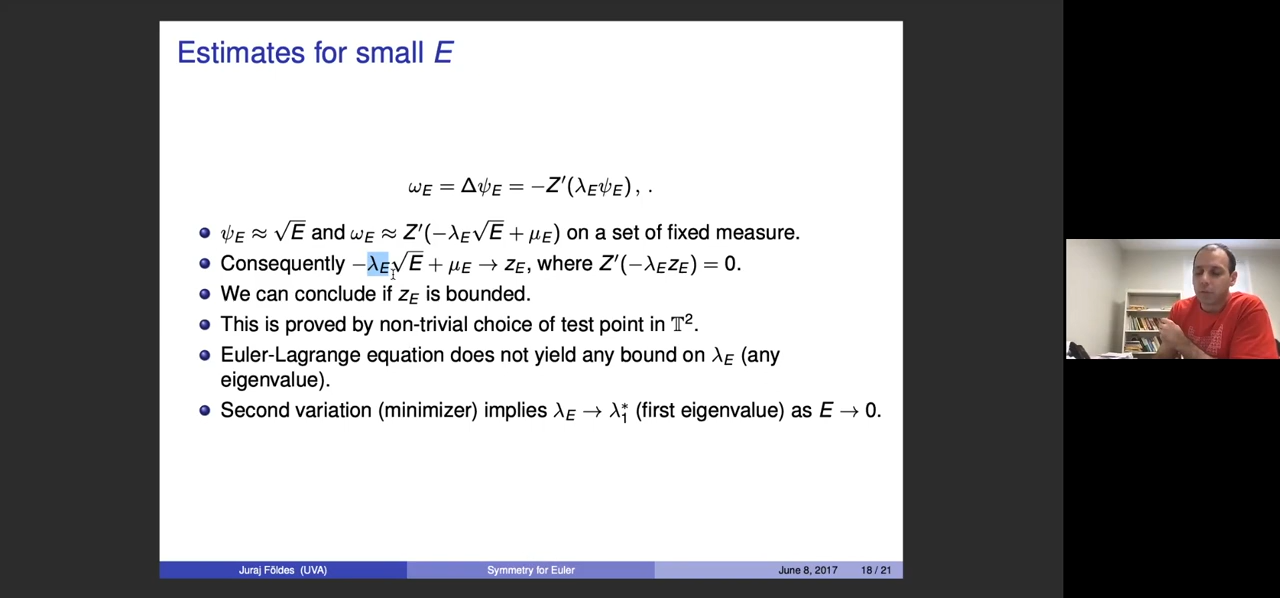 Estimates for small E
ω_E = Δψ_E = −Z′(λ_Eψ_E), .
ψ_E ≈ √E and ω_E ≈ Z′(−λ_E√E + μ_E) on a set of fixed measure.
Consequently −λ_E√E + μ_E → z_E, where Z′(−λ_Ez_E) = 0.
We can conclude if z_E is bounded.
This is proved by non-trivial choice of test point in 𝕋².
Euler-Lagrange equation does not yield any bound on λ_E (any
eigenvalue).
Second variation (minimizer) implies λ_E → λ₁* (first eigenvalue) as E → 0.
Juraj Földes (UVA) Symmetry for Euler June 8, 2017 18 / 21